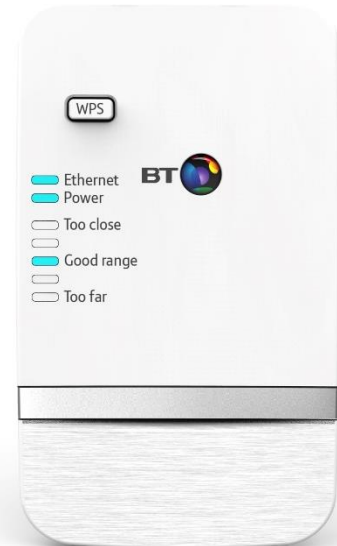 WPS
BT
Ethernet
Power
Too close
Good range
Too far